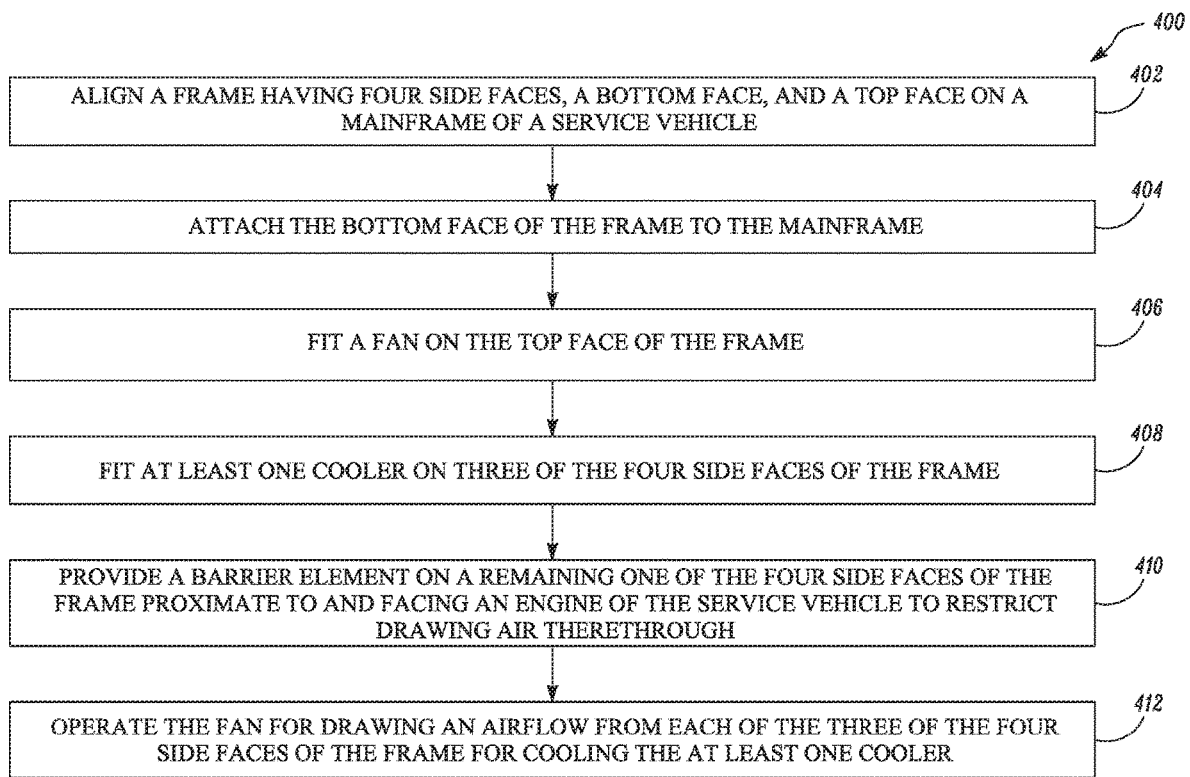 400
402
ALIGN A FRAME HAVING FOUR SIDE FACES, A BOTTOM FACE, AND A TOP FACE ON A
MAINFRAME OF A SERVICE VEHICLE
404
ATTACH THE BOTTOM FACE OF THE FRAME TO THE MAINFRAME
406
FIT A FAN ON THE TOP FACE OF THE FRAME
408
FIT AT LEAST ONE COOLER ON THREE OF THE FOUR SIDE FACES OF THE FRAME
410
PROVIDE A BARRIER ELEMENT ON A REMAINING ONE OF THE FOUR SIDE FACES OF THE
FRAME PROXIMATE TO AND FACING AN ENGINE OF THE SERVICE VEHICLE TO RESTRICT
DRAWING AIR THERETHROUGH
412
OPERATE THE FAN FOR DRAWING AN AIRFLOW FROM EACH OF THE THREE OF THE FOUR
SIDE FACES OF THE FRAME FOR COOLING THE AT LEAST ONE COOLER